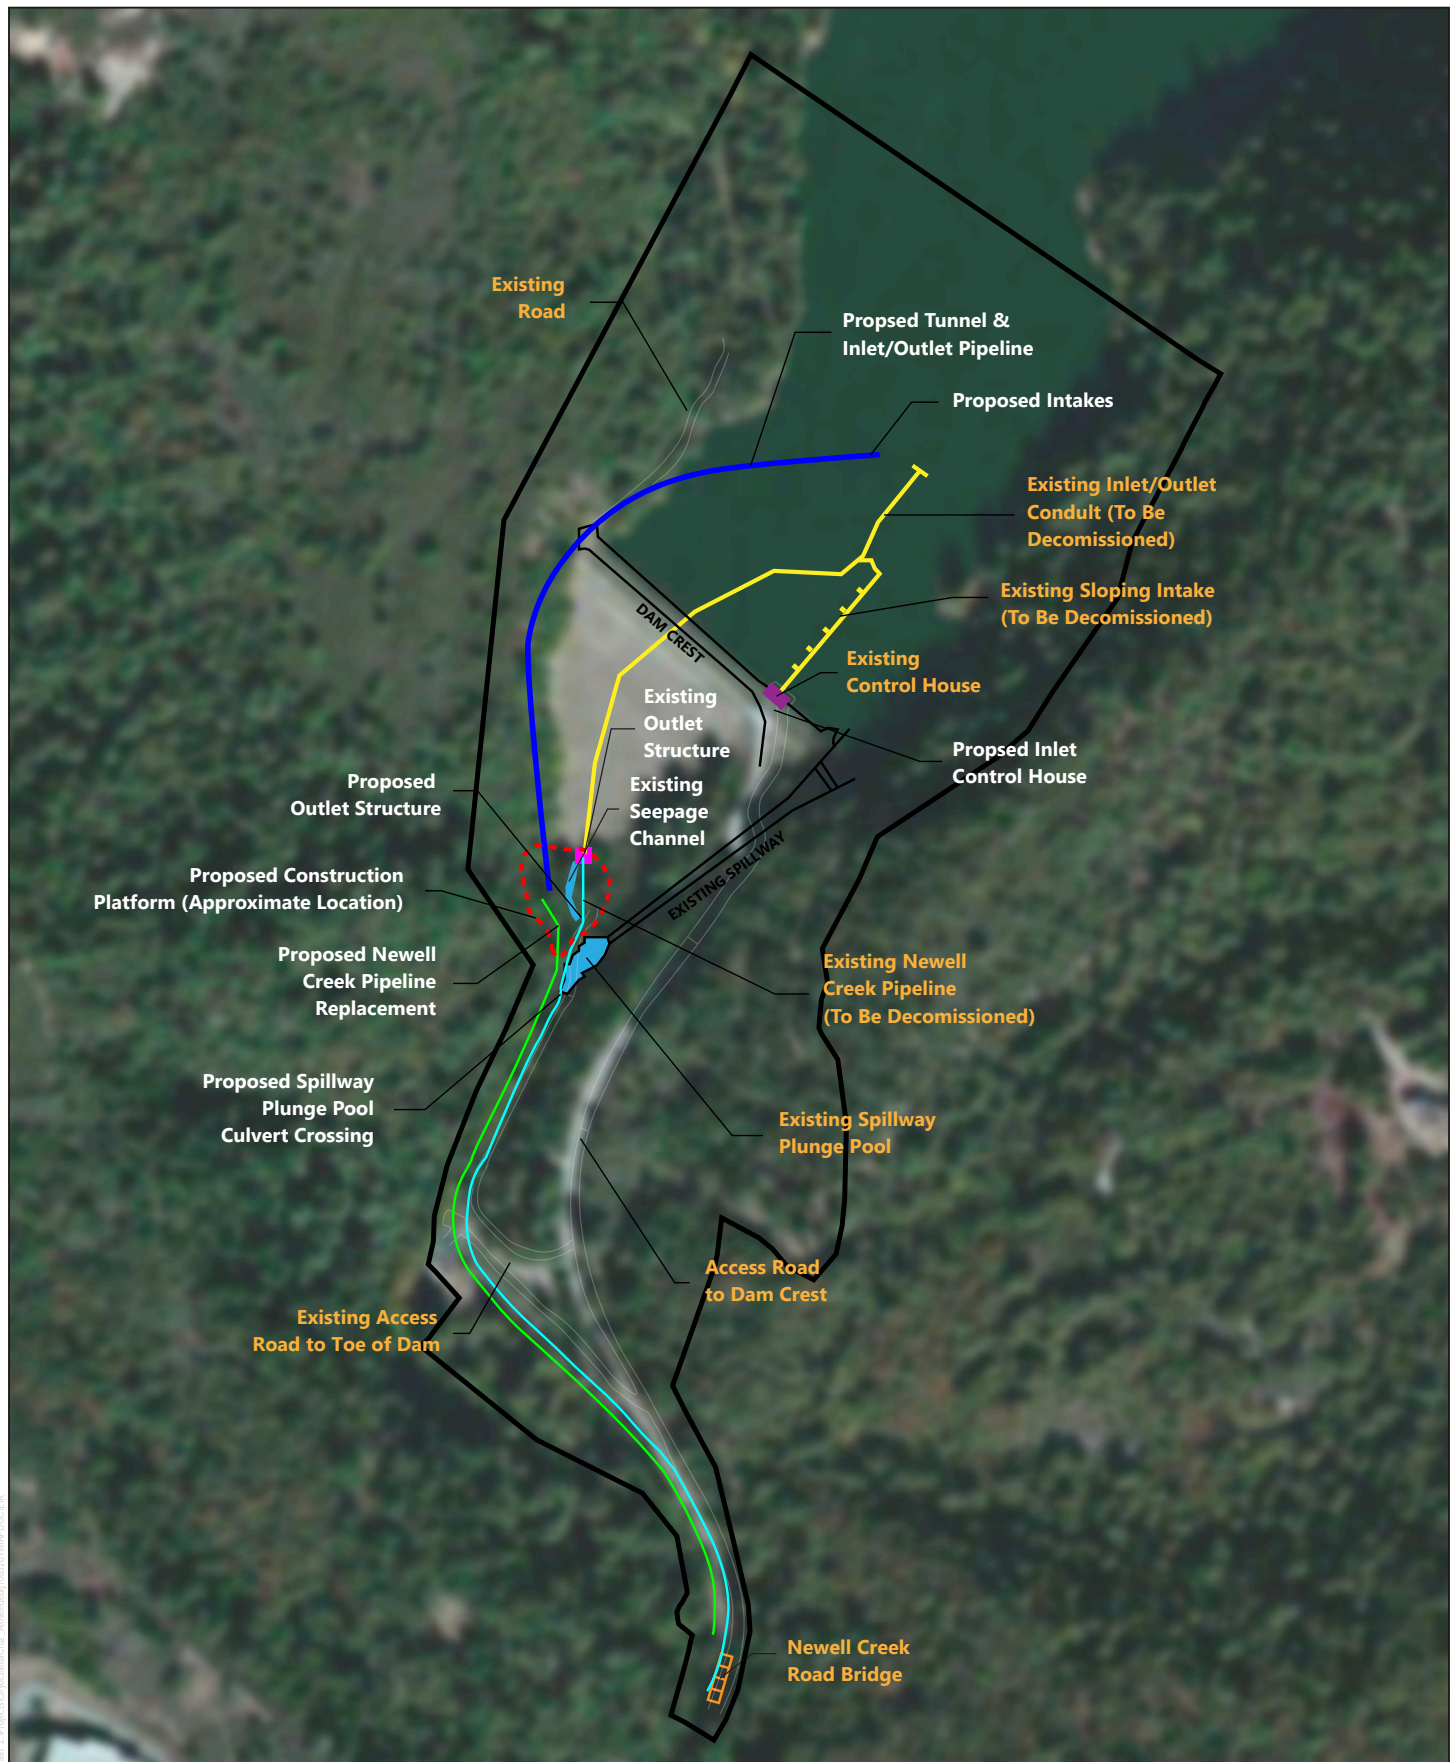 Existing
Road
Propsed Tunnel &
Inlet/Outlet Pipeline
Proposed Intakes
Existing Inlet/Outlet
Condult (To Be
Decomissioned)
Existing Sloping Intake
(To Be Decomissioned)
DAM CREST
Existing
Control House
Existing
Outlet
Structure
Propsed Inlet
Control House
Proposed
Outlet Structure
Existing
Seepage
Channel
EXISTING SPILLWAY
Proposed Construction
Platform (Approximate Location)
Proposed Newell
Creek Pipeline
Replacement
Existing Newell
Creek Pipeline
(To Be Decomissioned)
Proposed Spillway
Plunge Pool
Culvert Crossing
Existing Spillway
Plunge Pool
Access Road
to Dam Crest
Existing Access
Road to Toe of Dam
Newell Creek
Road Bridge